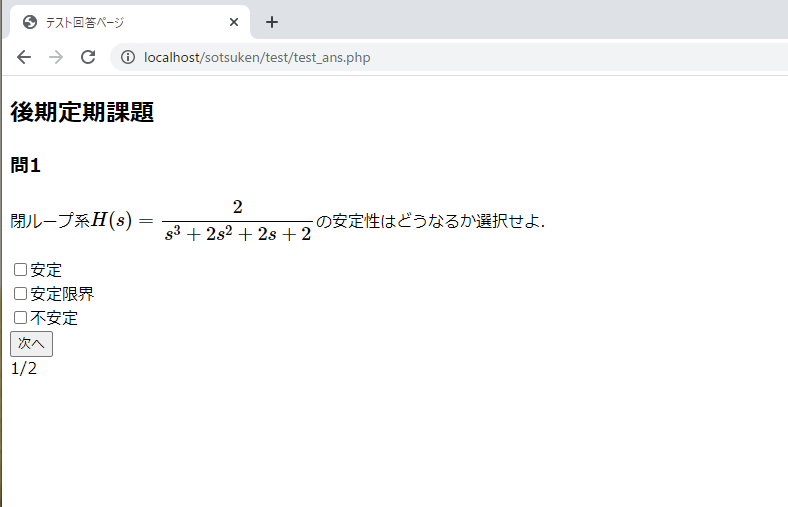 テスト回答ページ
localhost/sotsuken/test/test_ans.php
後期定期課題
問1
閉ループ系H(s) = 2 / (s³ + 2s² + 2s + 2) の安定性はどうなるか選択せよ.
安定
安定限界
不安定
次へ
1/2